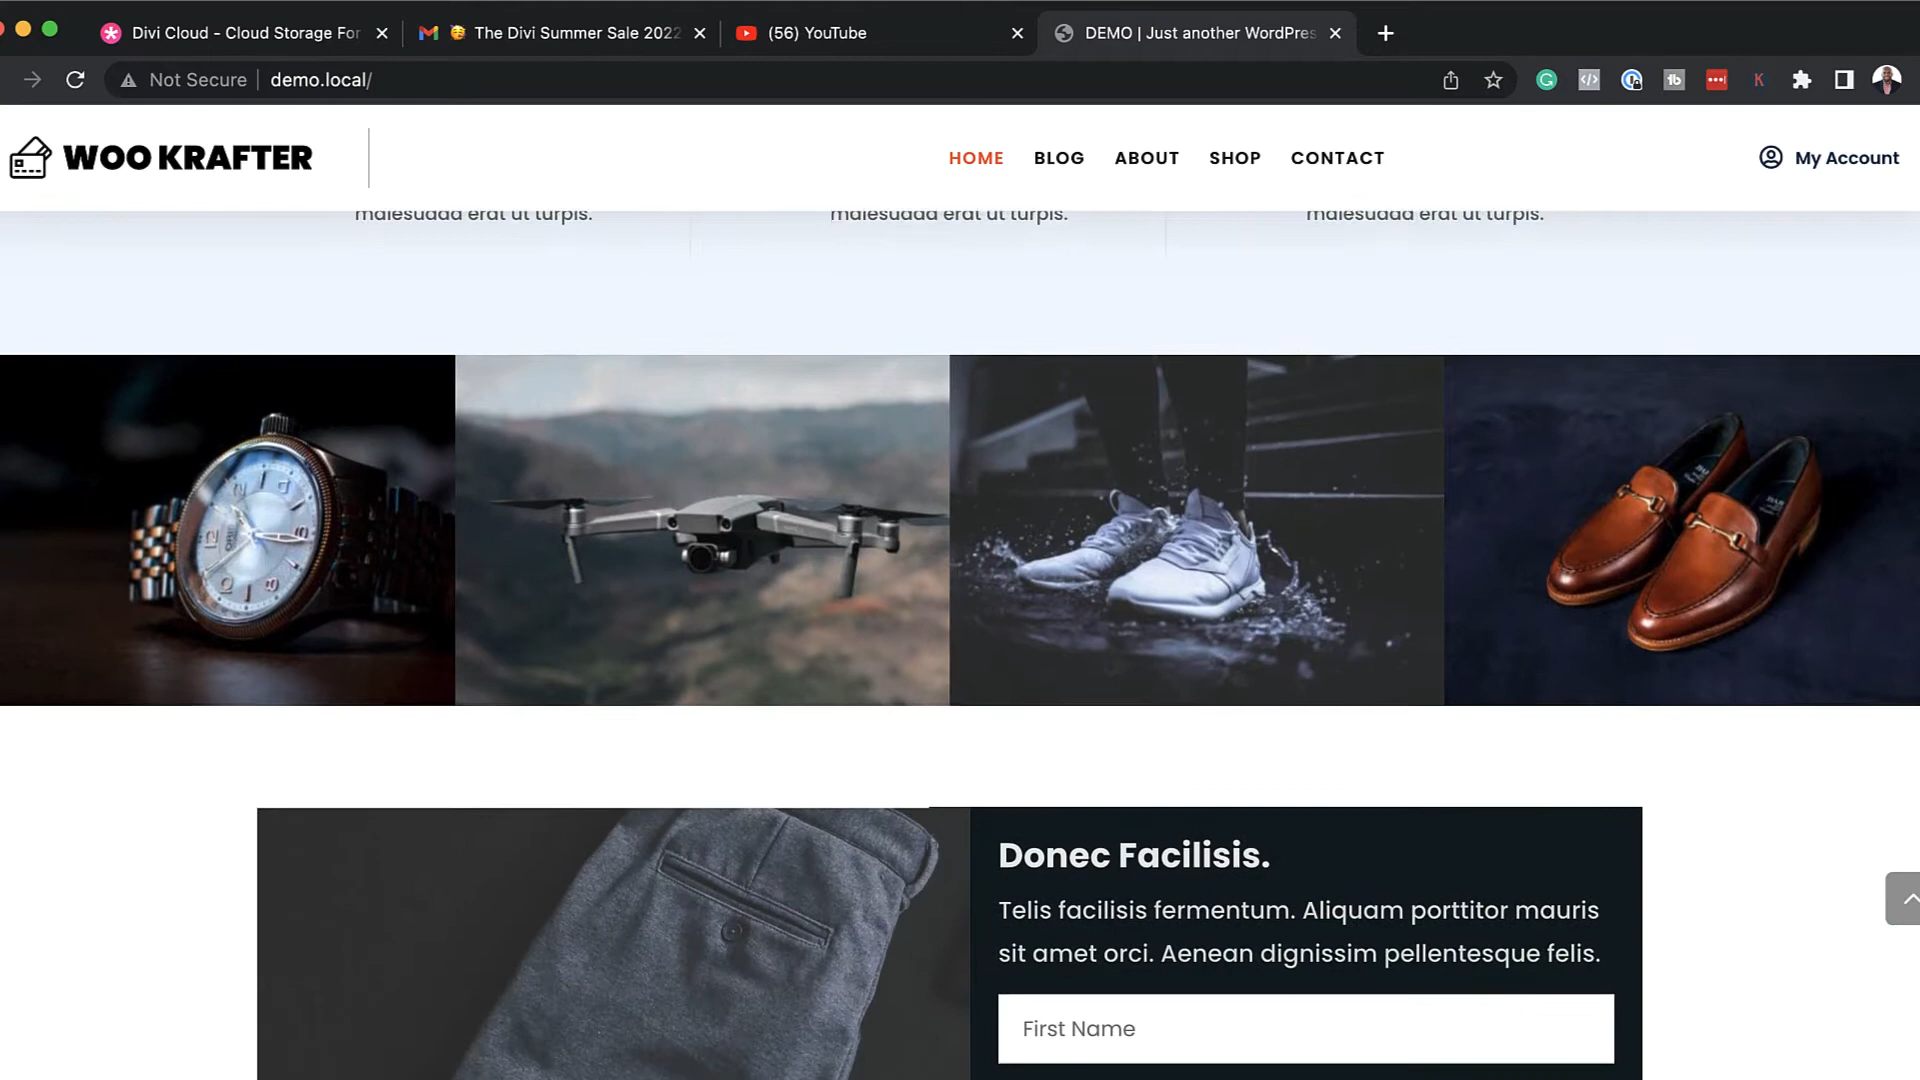 Divi Cloud - Cloud Storage For
The Divi Summer Sale 2022
(56) YouTube
DEMO | Just another WordPres
Not Secure
demo.local/
WOO KRAFTER
HOME
BLOG
ABOUT
SHOP
CONTACT
My Account
malesuada erat ut turpis.
malesuada erat ut turpis.
malesuada erat ut turpis.
Donec Facilisis.
Telis facilisis fermentum. Aliquam porttitor mauris
sit amet orci. Aenean dignissim pellentesque felis.
First Name